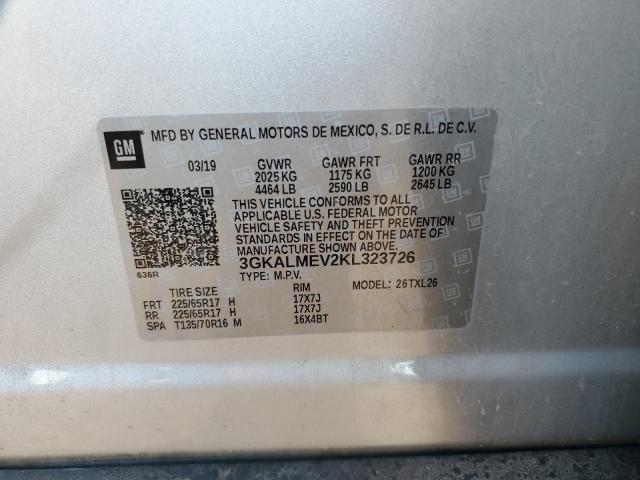 GM
MFD BY GENERAL MOTORS DE MEXICO, S. DE R.L. DE C.V.
03/19 GVWR GAWR FRT GAWR RR
2025 KG 1175 KG 1200 KG
4464 LB 2590 LB 2645 LB
THIS VEHICLE CONFORMS TO ALL
APPLICABLE U.S. FEDERAL MOTOR
VEHICLE SAFETY AND THEFT PREVENTION
STANDARDS IN EFFECT ON THE DATE OF
MANUFACTURE SHOWN ABOVE.
636R
3GKALMEV2KL323726
TYPE: M.P.V. MODEL: 26TXL26
TIRE SIZE RIM
FRT 225/65R17 H 17X7J
RR 225/65R17 H 17X7J
SPA T135/70R16 M 16X4BT